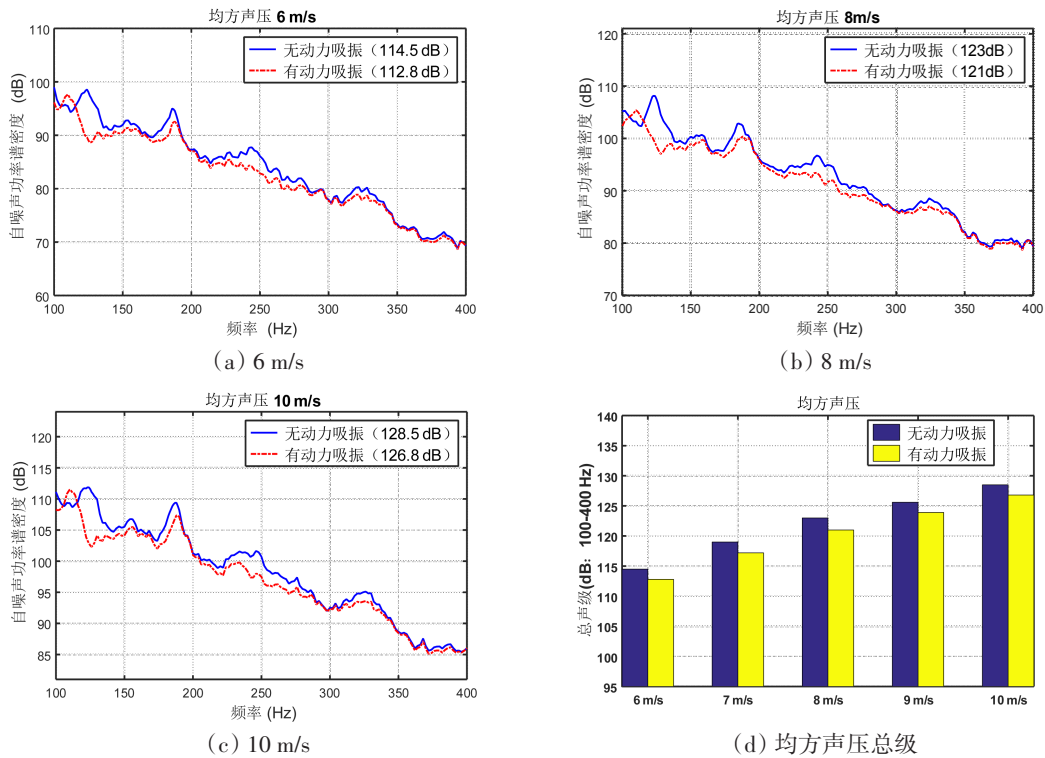 均方声压 6 m/s
110
100
90
80
70
60
自噪声功率谱密度 (dB)
无动力吸振（114.5 dB）
有动力吸振（112.8 dB）
100 150 200 250 300 350 400
频率 (Hz)
（a）6 m/s
均方声压 8m/s
120
110
100
90
80
70
自噪声功率谱密度 (dB)
无动力吸振（123dB）
有动力吸振（121dB）
100 150 200 250 300 350 400
频率 (Hz)
（b）8 m/s
均方声压 10 m/s
120
115
110
105
100
95
90
85
自噪声功率谱密度 (dB)
无动力吸振（128.5 dB）
有动力吸振（126.8 dB）
100 150 200 250 300 350 400
频率 (Hz)
（c）10 m/s
均方声压
140
135
130
125
120
115
110
105
100
95
总声级(dB：100-400 Hz)
无动力吸振
有动力吸振
6 m/s 7 m/s 8 m/s 9 m/s 10 m/s
（d）均方声压总级